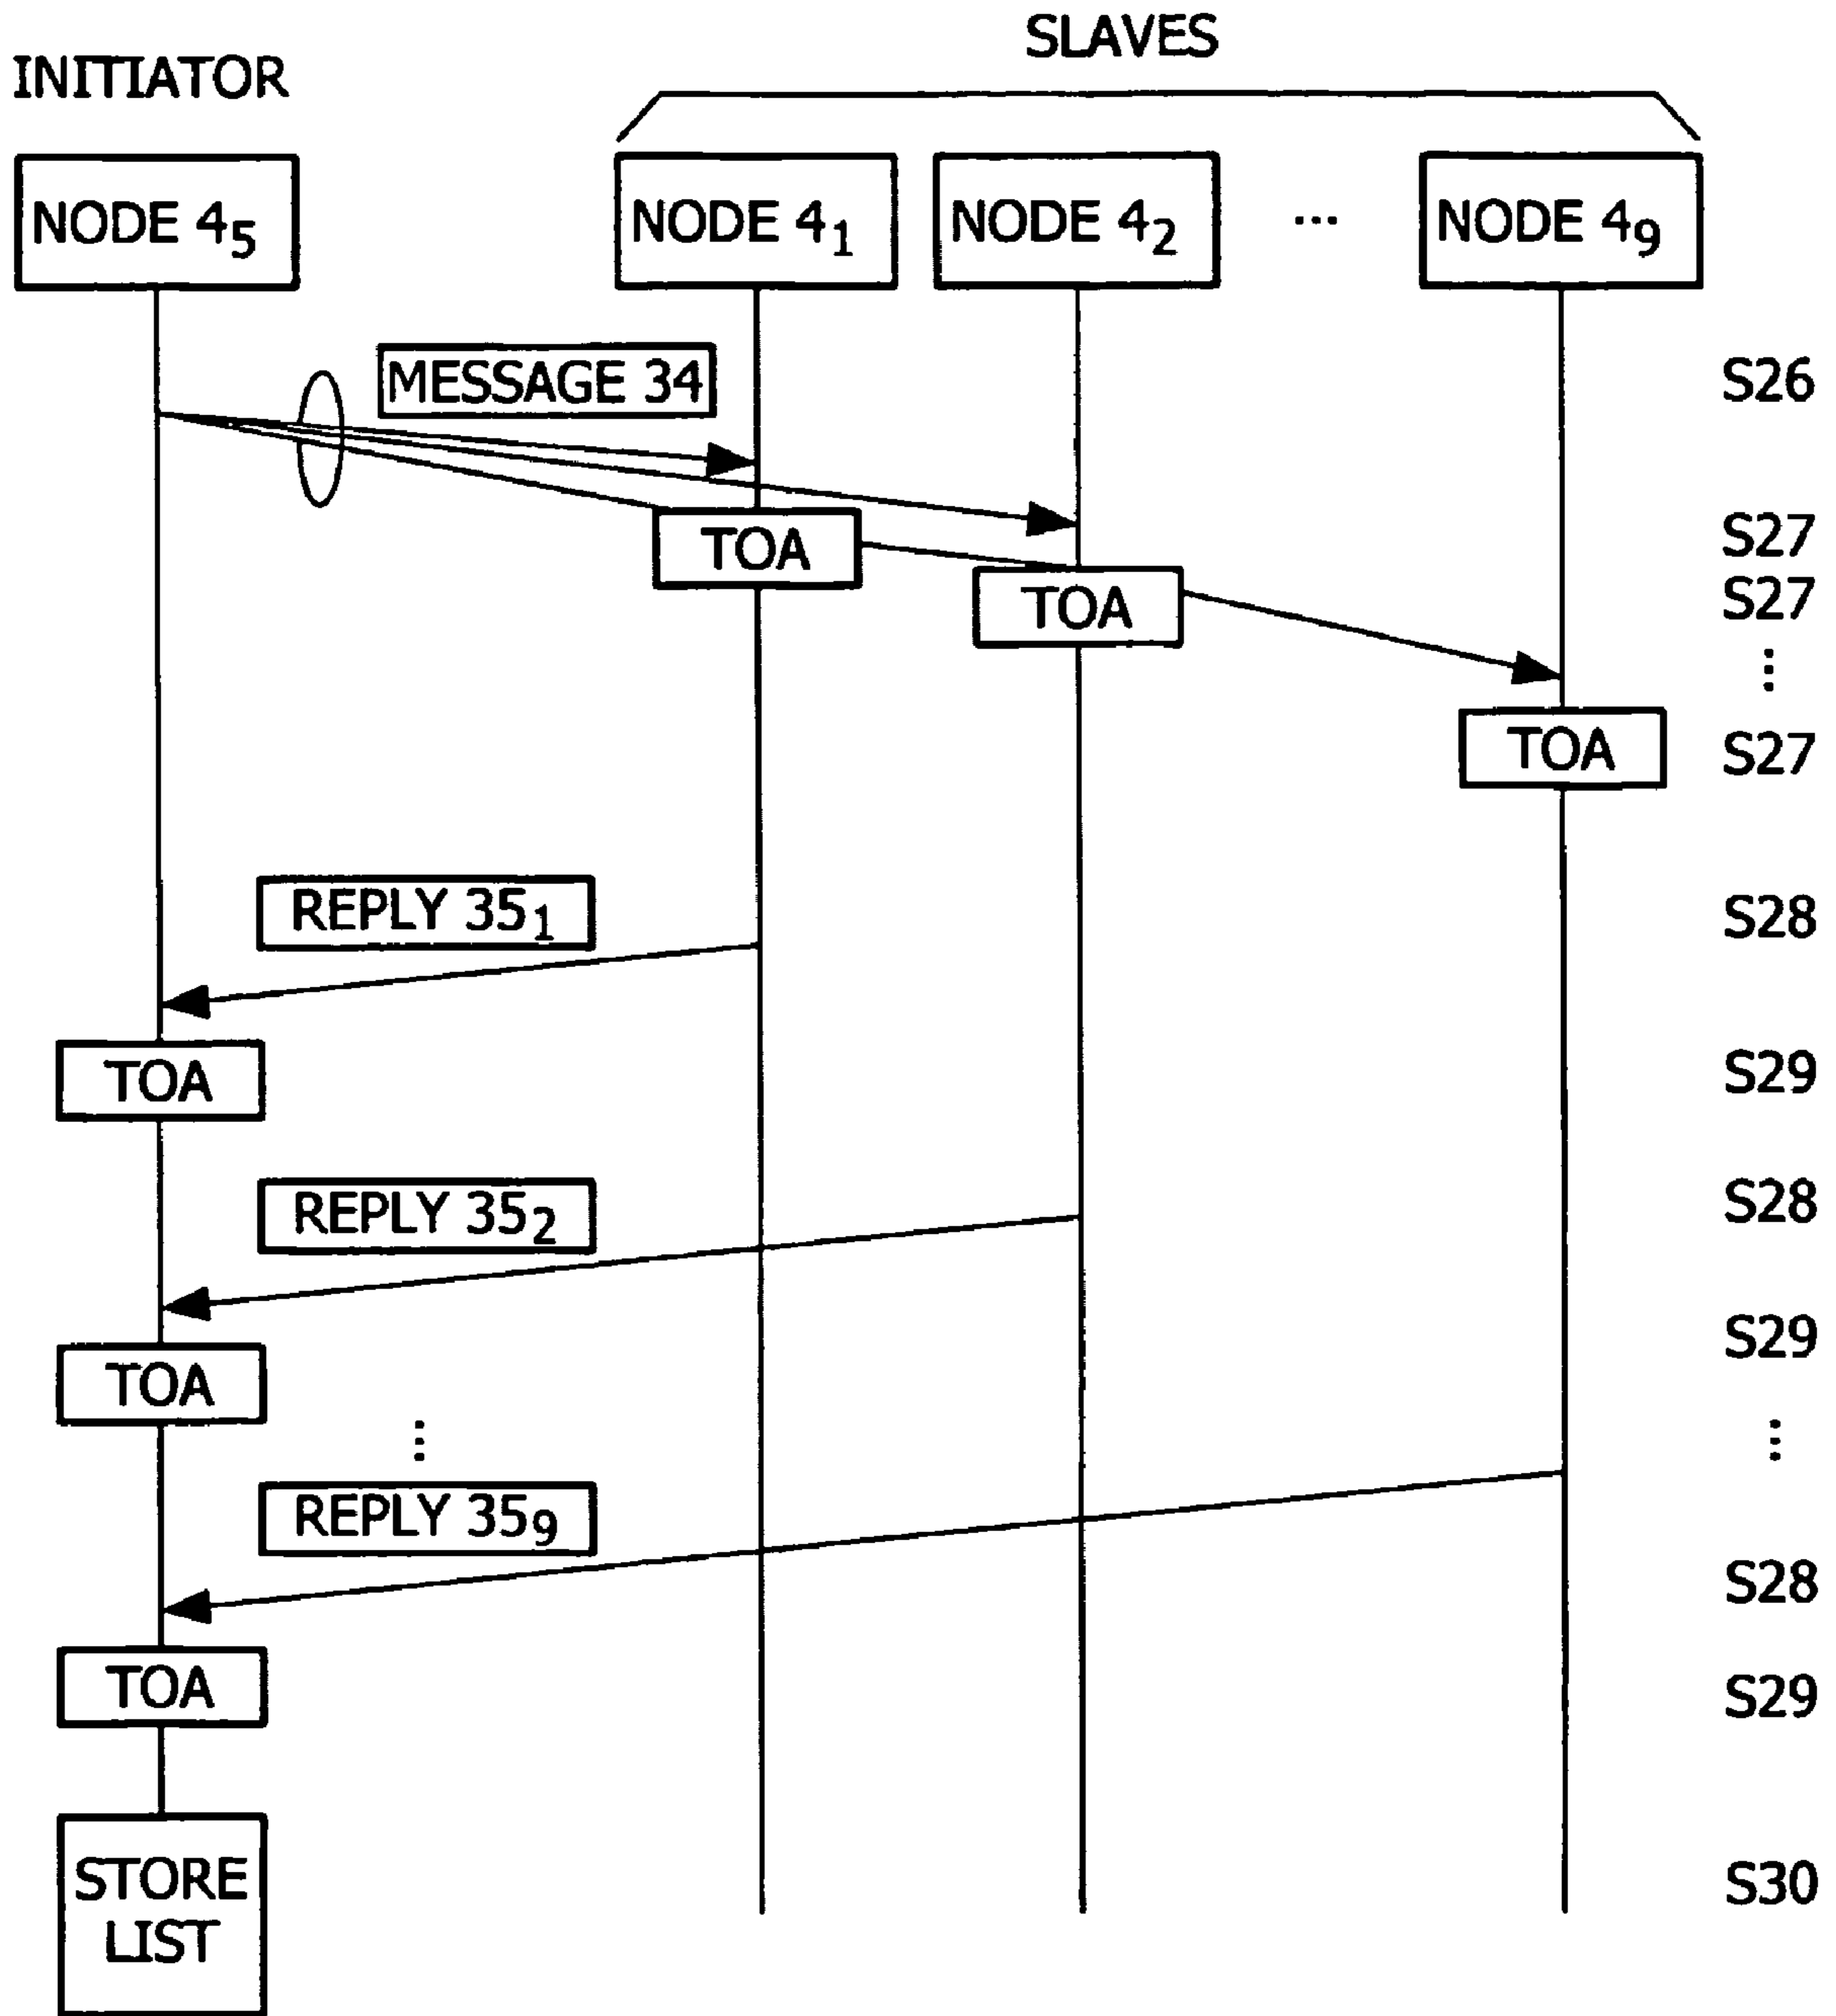 SLAVES
INITIATOR
NODE 4₅ NODE 4₁ NODE 4₂ ... NODE 4₉
MESSAGE 34 S26
TOA S27
TOA S27
⋮
TOA S27
REPLY 35₁ S28
TOA S29
REPLY 35₂ S28
TOA S29
⋮ ⋮
REPLY 35₉
S28
TOA S29
STORE
LIST S30